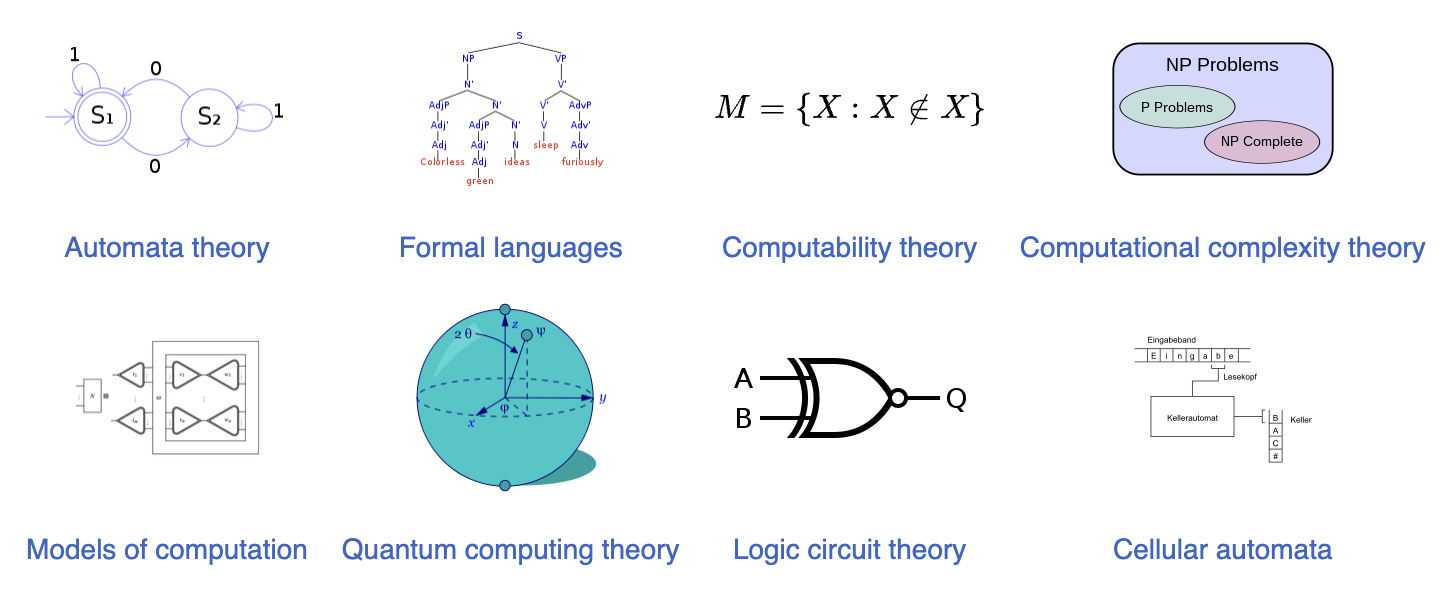 1
0
S₁
S₂
1
0
Automata theory
S
NP
VP
N'
V'
AdjP
N'
V'
AdvP
Adj'
AdjP
N'
V
Adv'
Adj
Adj'
N
sleep
Adv
Colorless
Adj
ideas
furiously
green
Formal languages
M = {X : X ∉ X}
Computability theory
NP Problems
P Problems
NP Complete
Computational complexity theory
N
Models of computation
2 θ
z
ψ
φ
x
y
Quantum computing theory
A
B
Q
Logic circuit theory
Eingabeband
E i n g a b e
Lesekopf
Kellerautomat
B
A
C
#
Keller
Cellular automata